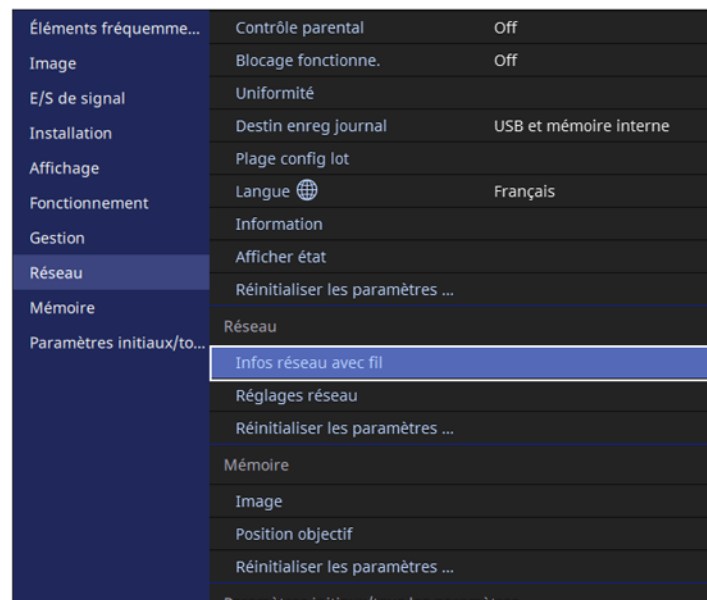 Éléments fréquemme...
Image
E/S de signal
Installation
Affichage
Fonctionnement
Gestion
Réseau
Mémoire
Paramètres initiaux/to...
Contrôle parental Off
Blocage fonctionne. Off
Uniformité
Destin enreg journal USB et mémoire interne
Plage config lot
Langue Français
Information
Afficher état
Réinitialiser les paramètres ...
Réseau
Infos réseau avec fil
Réglages réseau
Réinitialiser les paramètres ...
Mémoire
Image
Position objectif
Réinitialiser les paramètres ...